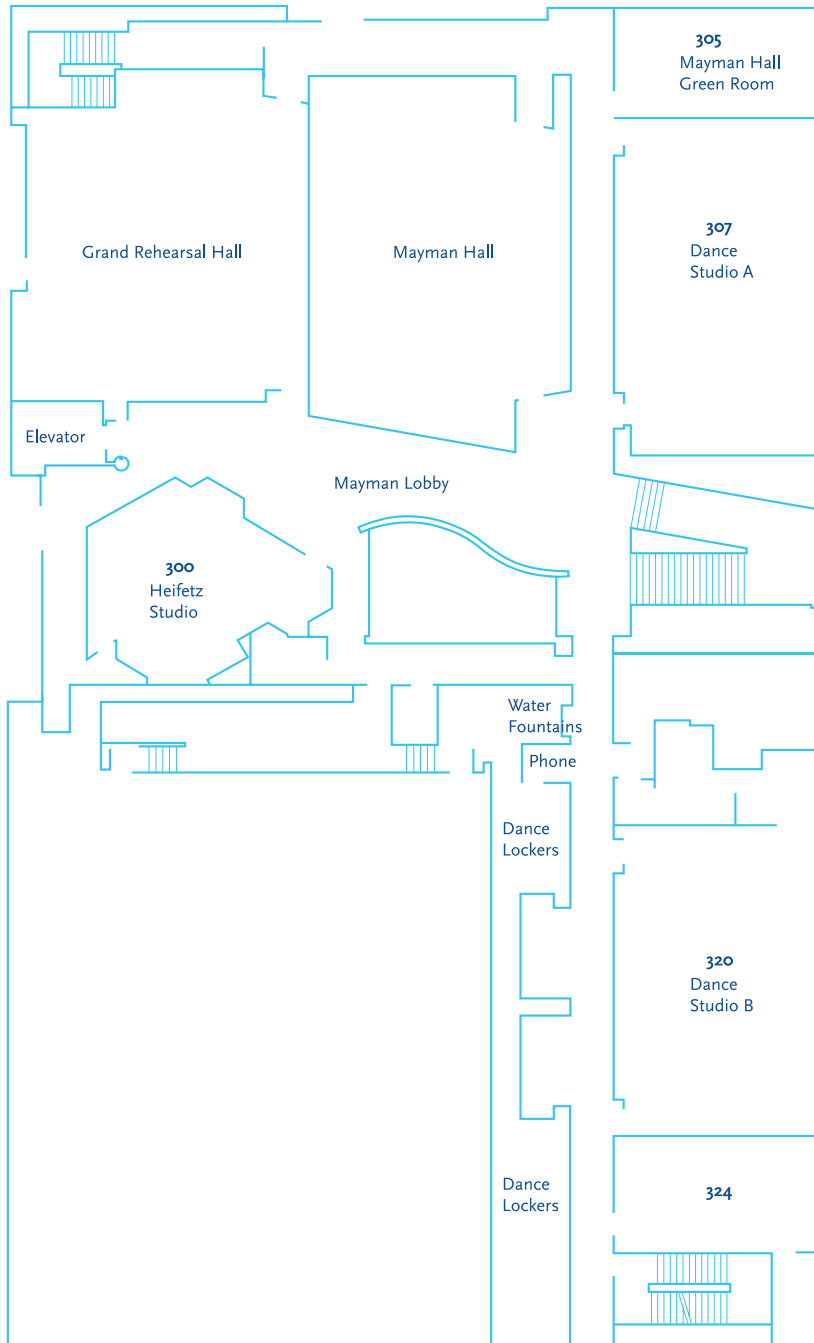 305
Mayman Hall
Green Room
Grand Rehearsal Hall
Mayman Hall
307
Dance
Studio A
Elevator
Mayman Lobby
300
Heifetz
Studio
Water
Fountains
Phone
Dance
Lockers
320
Dance
Studio B
Dance
Lockers
324